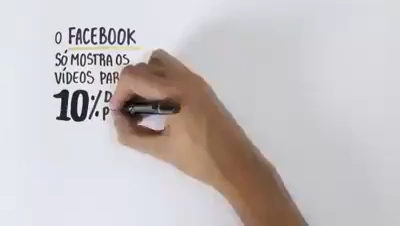 O FACEBOOK
SÓ MOSTRA OS
VÍDEOS PAR
10% D
P